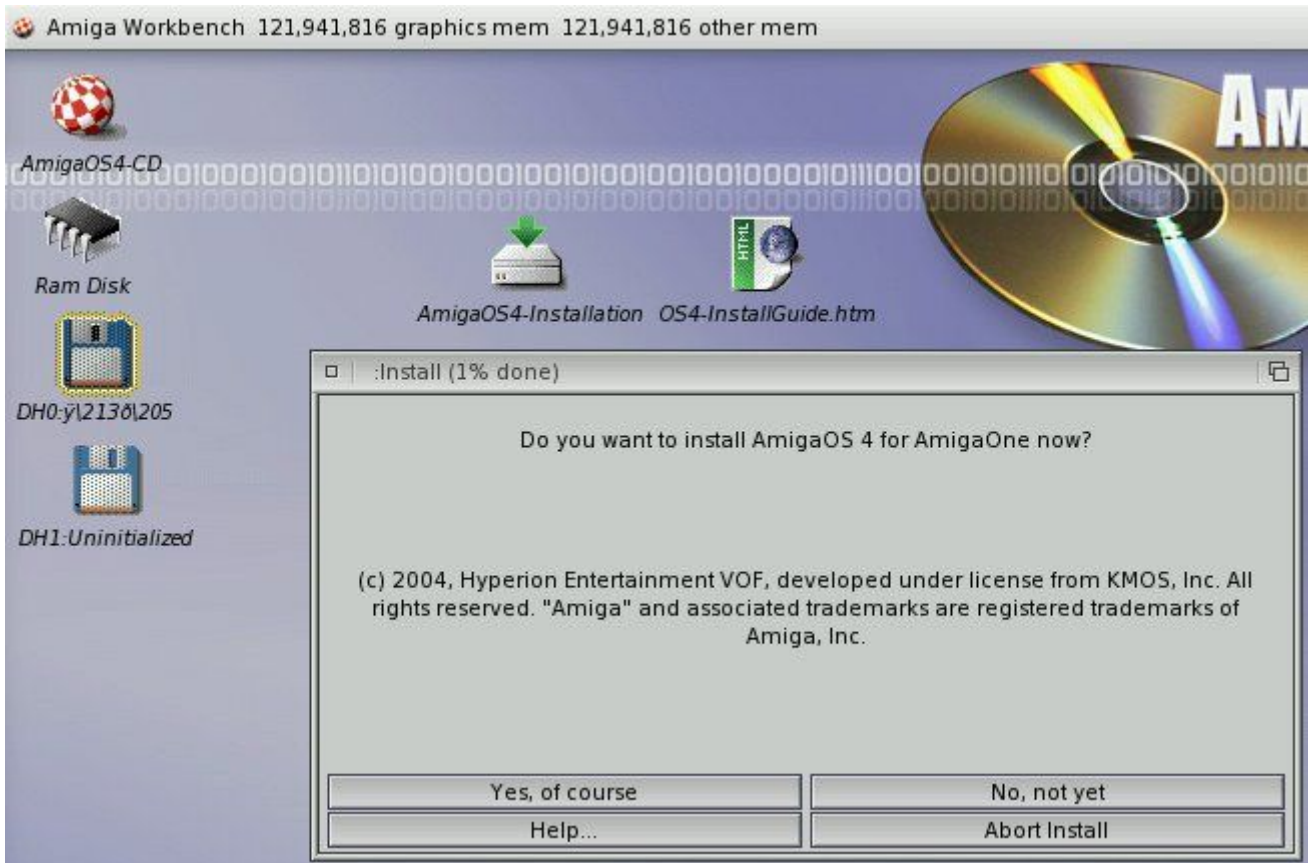 Amiga Workbench 121,941,816 graphics mem 121,941,816 other mem
AM
AmigaOS4-CD
Ram Disk
HTML
AmigaOS4-Installation OS4-InstallGuide.htm
DH0:ÿ\213ð\205
DH1:Uninitialized
:Install (1% done)
Do you want to install AmigaOS 4 for AmigaOne now?
(c) 2004, Hyperion Entertainment VOF, developed under license from KMOS, Inc. All
rights reserved. "Amiga" and associated trademarks are registered trademarks of
Amiga, Inc.
Yes, of course
No, not yet
Help...
Abort Install